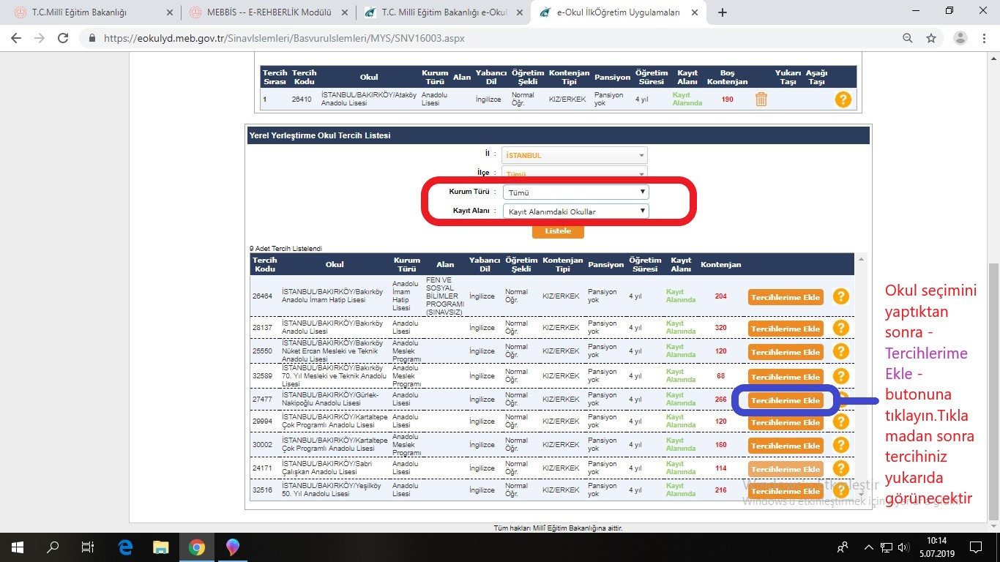 T.C.Millî Eğitim Bakanlığı
MEBBİS -- E-REHBERLİK Modülü
T.C. Millî Eğitim Bakanlığı e-Okul
e-Okul İlkÖğretim Uygulamaları
https://eokulyd.meb.gov.tr/SinavIslemleri/BasvuruIslemleri/MYS/SNV16003.aspx
Tercih Sırası Tercih Kodu Okul Kurum Türü Alan Yabancı Dil Öğretim Şekli Kontenjan Tipi Pansiyon Öğretim Süresi Kayıt Alanı Boş Kontenjan Yukarı Taşı Aşağı Taşı
1 26410 İSTANBUL/BAKIRKÖY/Ataköy Anadolu Lisesi Anadolu Lisesi İngilizce Normal Öğr. KIZ/ERKEK Pansiyon yok 4 yıl Kayıt Alanında 190 ?
Yerel Yerleştirme Okul Tercih Listesi
İl : İSTANBUL
İlçe : Tümü
Kurum Türü : Tümü
Kayıt Alanı : Kayıt Alanımdaki Okullar
Listele
9 Adet Tercih Listelendi
Tercih Kodu Okul Kurum Türü Alan Yabancı Dil Öğretim Şekli Kontenjan Tipi Pansiyon Öğretim Süresi Kayıt Alanı Kontenjan
26464 İSTANBUL/BAKIRKÖY/Bakırköy Anadolu İmam Hatip Lisesi Anadolu İmam Hatip Lisesi FEN VE SOSYAL BİLİMLER PROGRAMI (SINAVSIZ) İngilizce Normal Öğr. KIZ/ERKEK Pansiyon yok 4 yıl Kayıt Alanında 204 Tercihlerime Ekle ?
28137 İSTANBUL/BAKIRKÖY/Bakırköy Anadolu Lisesi Anadolu Lisesi İngilizce Normal Öğr. KIZ/ERKEK Pansiyon yok 4 yıl Kayıt Alanında 320 Tercihlerime Ekle ?
25550 İSTANBUL/BAKIRKÖY/Bakırköy Nüket Ercan Mesleki ve Teknik Anadolu Lisesi Anadolu Meslek Programı İngilizce Normal Öğr. KIZ/ERKEK Pansiyon yok 4 yıl Kayıt Alanında 120 Tercihlerime Ekle ?
32589 İSTANBUL/BAKIRKÖY/Bakırköy 70. Yıl Mesleki ve Teknik Anadolu Lisesi Anadolu Meslek Programı İngilizce Normal Öğr. KIZ/ERKEK Pansiyon yok 4 yıl Kayıt Alanında 68 Tercihlerime Ekle ?
27477 İSTANBUL/BAKIRKÖY/Gürlek-Nakipoğlu Anadolu Lisesi Anadolu Lisesi İngilizce Normal Öğr. KIZ/ERKEK Pansiyon yok 4 yıl Kayıt Alanında 266 Tercihlerime Ekle
29994 İSTANBUL/BAKIRKÖY/Kartaltepe Çok Programlı Anadolu Lisesi Anadolu Lisesi İngilizce Normal Öğr. KIZ/ERKEK Pansiyon yok 4 yıl Kayıt Alanında 120 Tercihlerime Ekle ?
30002 İSTANBUL/BAKIRKÖY/Kartaltepe Çok Programlı Anadolu Lisesi Anadolu Meslek Programı İngilizce Normal Öğr. KIZ/ERKEK Pansiyon yok 4 yıl Kayıt Alanında 160 Tercihlerime Ekle ?
24171 İSTANBUL/BAKIRKÖY/Sabri Çalışkan Anadolu Lisesi Anadolu Lisesi İngilizce Normal Öğr. KIZ/ERKEK Pansiyon yok 4 yıl Kayıt Alanında 114 Tercihlerime Ekle ?
32516 İSTANBUL/BAKIRKÖY/Yeşilköy 50. Yıl Anadolu Lisesi Anadolu Lisesi İngilizce Normal Öğr. KIZ/ERKEK Pansiyon yok 4 yıl Kayıt Alanında 216 Tercihlerime Ekle ?
Okul seçimini
yaptıktan
sonra -
Tercihlerime
Ekle -
butonuna
tıklayın.Tıkla
madan sonra
tercihiniz
yukarıda
görünecektir
Windows'u etkinleştirmek için
Tüm hakları Millî Eğitim Bakanlığına aittir.
10:14
5.07.2019